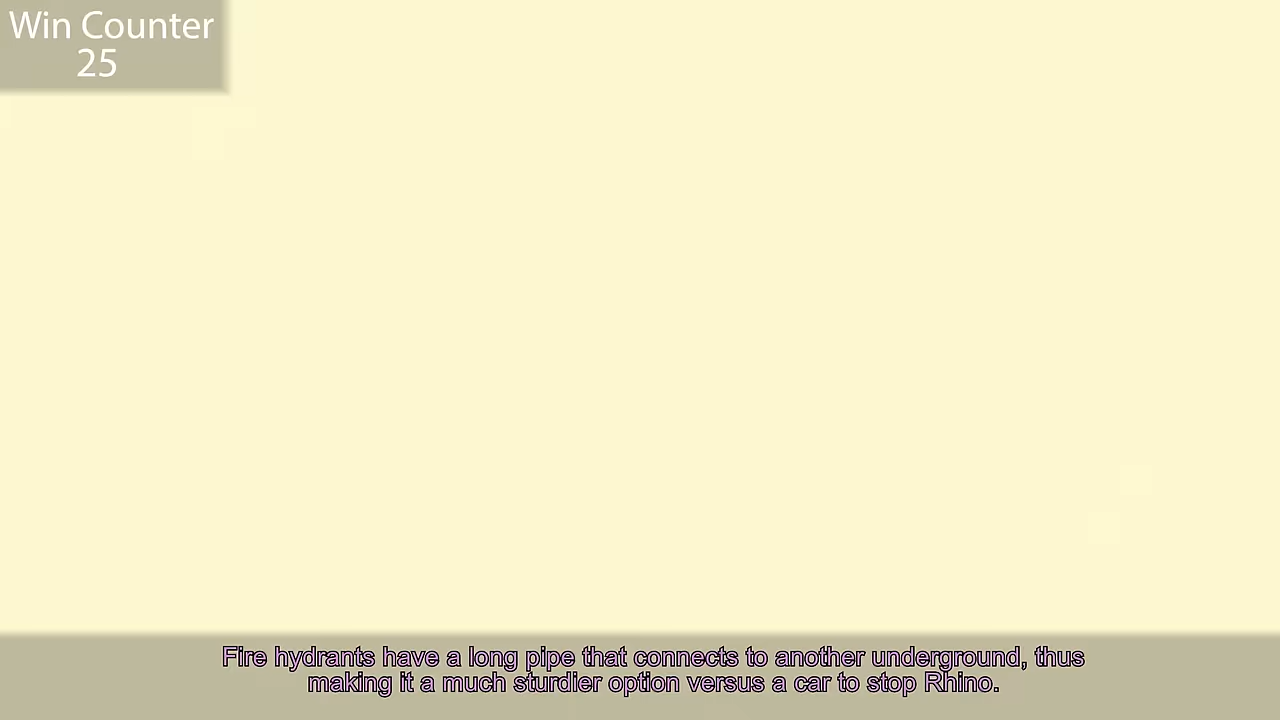 Win Counter
25
Fire hydrants have a long pipe that connects to another underground, thus
making it a much sturdier option versus a car to stop Rhino.